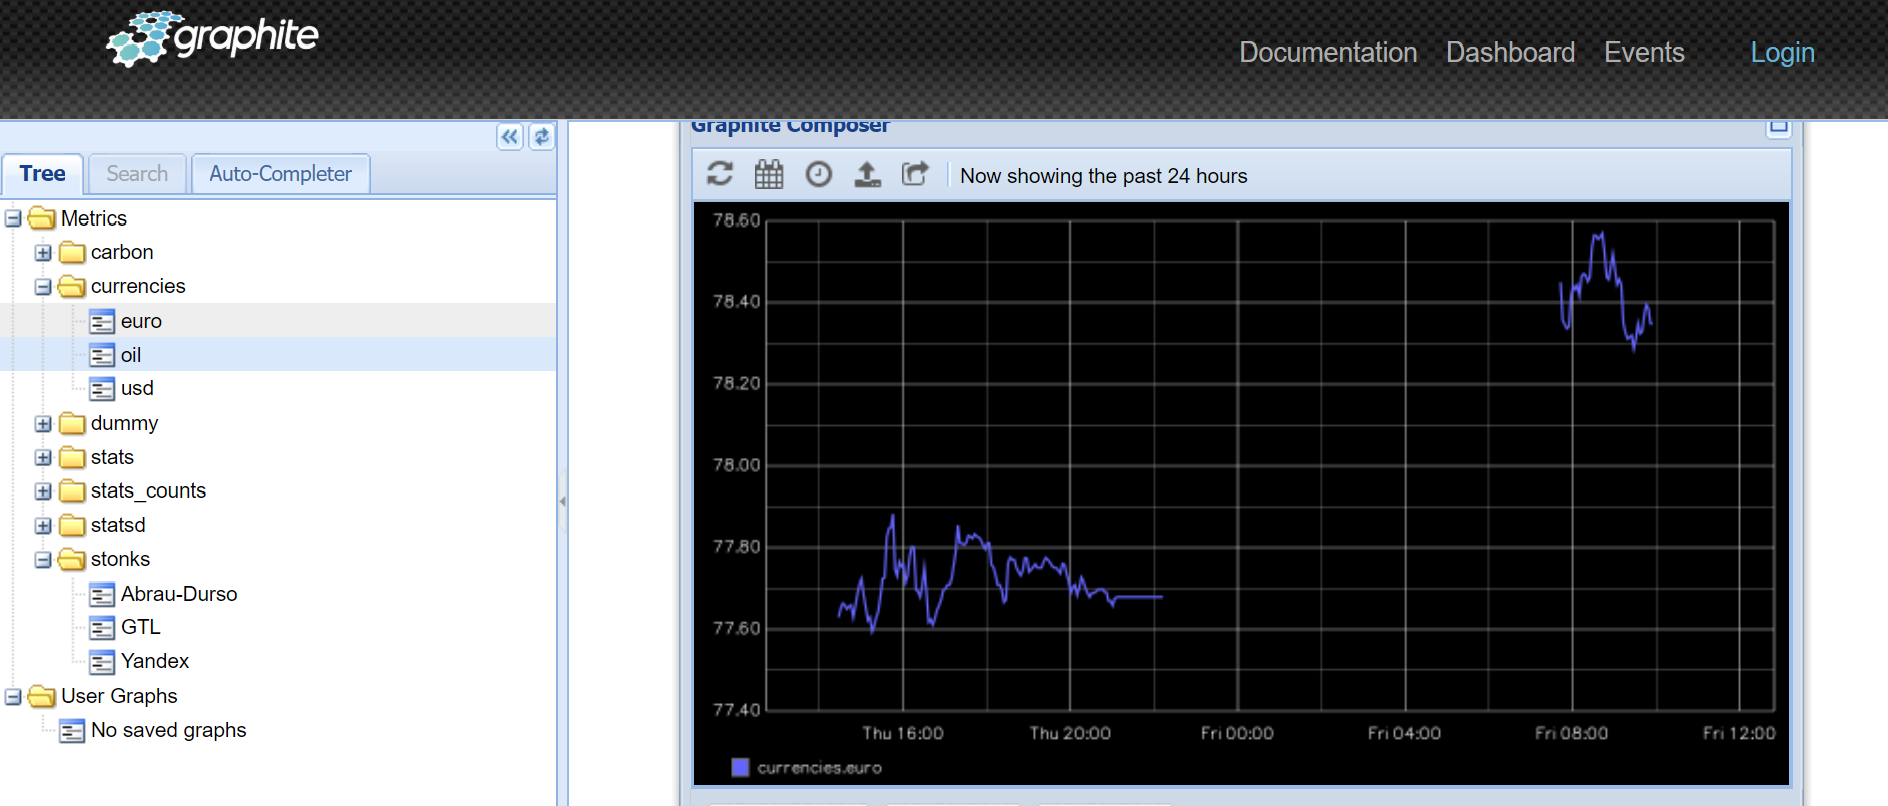 graphite
Documentation Dashboard Events Login
Graphite Composer
Tree Search Auto-Completer
Now showing the past 24 hours
Metrics
carbon
currencies
euro
oil
usd
dummy
stats
stats_counts
statsd
stonks
Abrau-Durso
GTL
Yandex
User Graphs
No saved graphs
78.60
78.40
78.20
78.00
77.80
77.60
77.40
Thu 16:00 Thu 20:00 Fri 00:00 Fri 04:00 Fri 08:00 Fri 12:00
currencies.euro